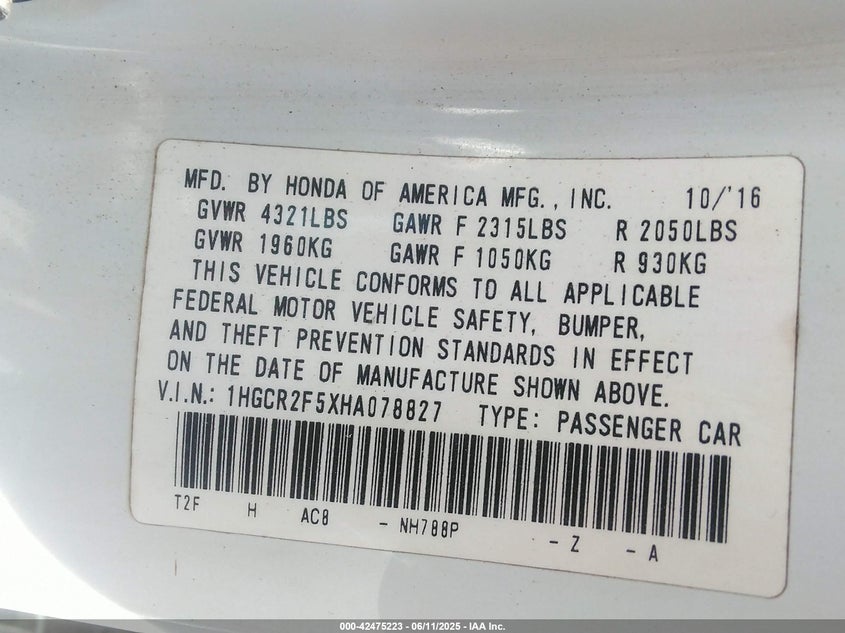 MFD. BY HONDA OF AMERICA MFG., INC. 10/'16
GVWR 4321LBS GAWR F 2315LBS R 2050LBS
GVWR 1960KG GAWR F 1050KG R 930KG
THIS VEHICLE CONFORMS TO ALL APPLICABLE
FEDERAL MOTOR VEHICLE SAFETY, BUMPER,
AND THEFT PREVENTION STANDARDS IN EFFECT
ON THE DATE OF MANUFACTURE SHOWN ABOVE.
V.I.N.: 1HGCR2F5XHA078827 TYPE: PASSENGER CAR
T2F H AC8 - NH788P - Z - A
000-42475223 - 06/11/2025 - IAA Inc.